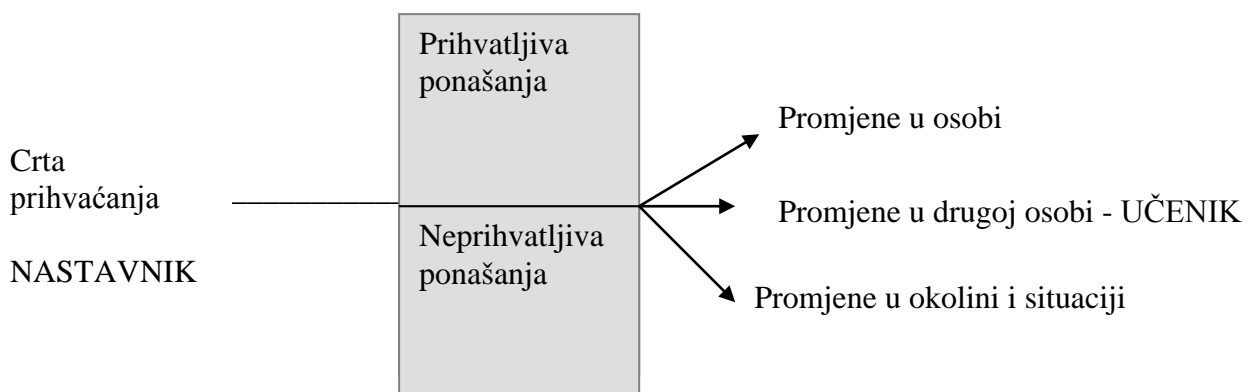 Prihvatljiva
ponašanja
Promjene u osobi
Crta
prihvaćanja
Promjene u drugoj osobi - UČENIK
Neprihvatljiva
ponašanja
NASTAVNIK
Promjene u okolini i situaciji